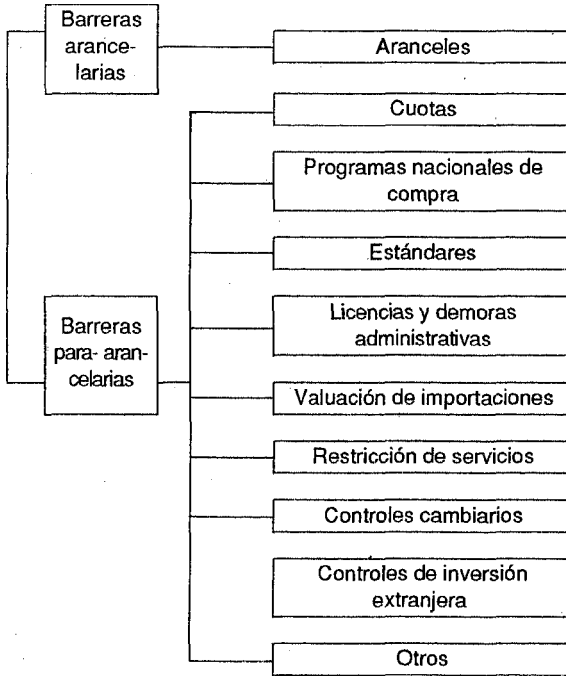 Barreras
arance-
larias
Aranceles
Cuotas
Programas nacionales de
compra
Estándares
Barreras
para- aran-
celarias
Licencias y demoras
administrativas
Valuación de importaciones
Restricción de servicios
Controles cambiarios
Controles de inversión
extranjera
Otros